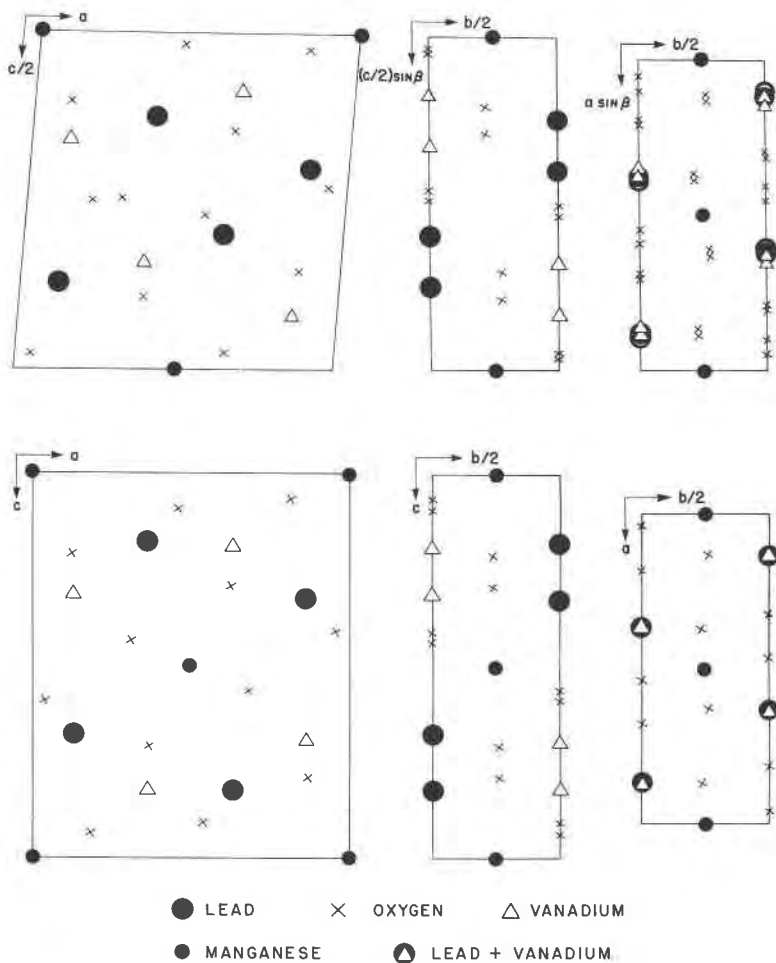 a
c/2
b/2
(c/2)sinβ
b/2
a sinβ
a
c
b/2
c
b/2
a
LEAD
OXYGEN
VANADIUM
MANGANESE
LEAD + VANADIUM